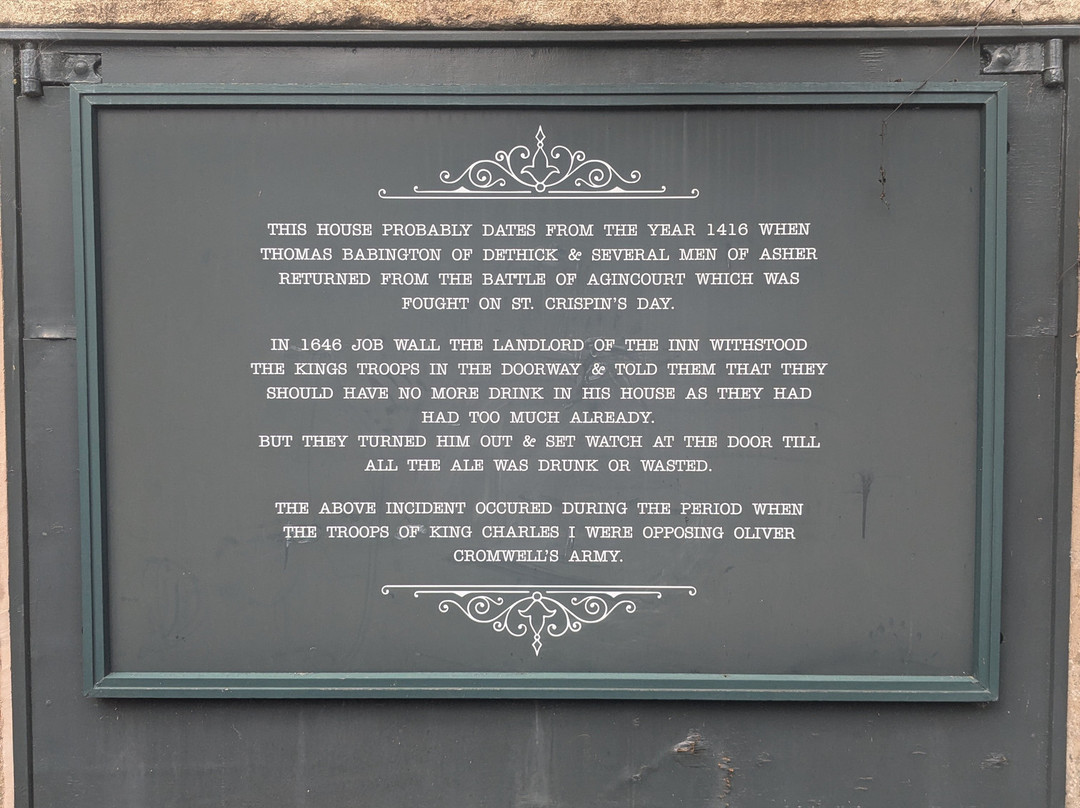 THIS HOUSE PROBABLY DATES FROM THE YEAR 1416 WHEN
THOMAS BABINGTON OF DETHICK & SEVERAL MEN OF ASHER
RETURNED FROM THE BATTLE OF AGINCOURT WHICH WAS
FOUGHT ON ST. CRISPIN'S DAY.
IN 1646 JOB WALL THE LANDLORD OF THE INN WITHSTOOD
THE KINGS TROOPS IN THE DOORWAY & TOLD THEM THAT THEY
SHOULD HAVE NO MORE DRINK IN HIS HOUSE AS THEY HAD
HAD TOO MUCH ALREADY.
BUT THEY TURNED HIM OUT & SET WATCH AT THE DOOR TILL
ALL THE ALE WAS DRUNK OR WASTED.
THE ABOVE INCIDENT OCCURED DURING THE PERIOD WHEN
THE TROOPS OF KING CHARLES I WERE OPPOSING OLIVER
CROMWELL'S ARMY.